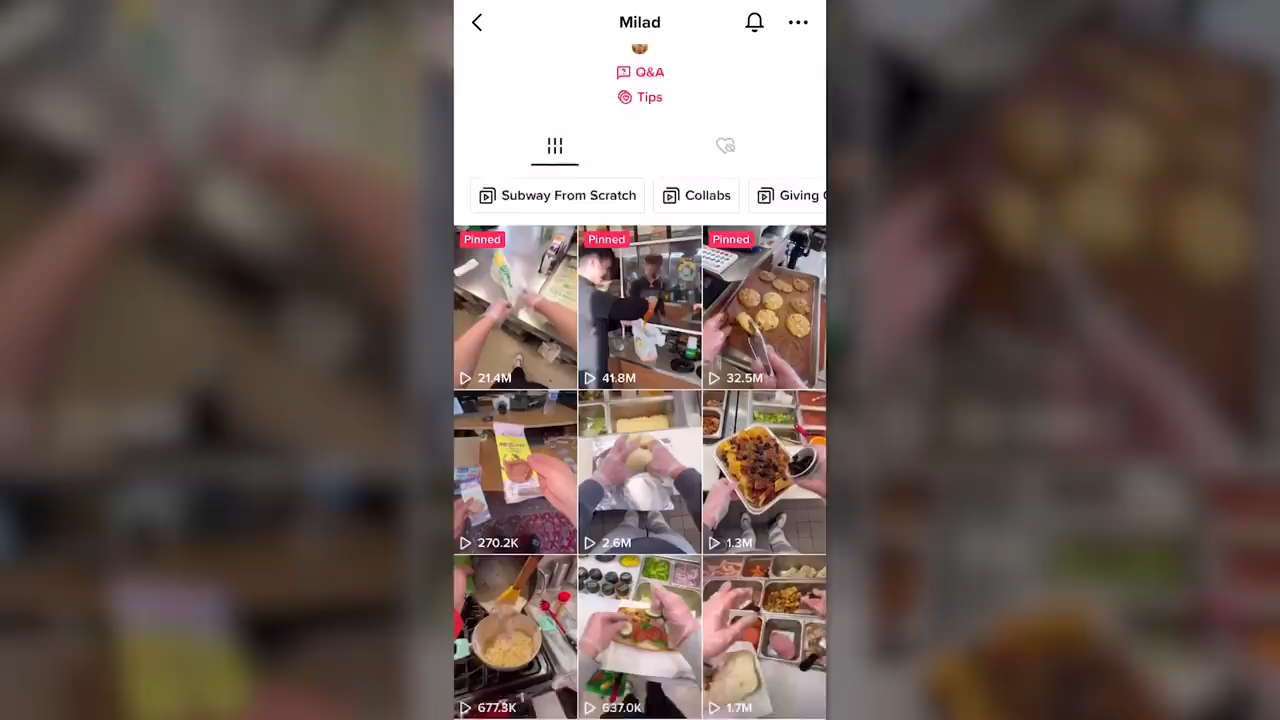 Milad
Q&A
Tips
Subway From Scratch
Collabs
Giving
Pinned
Pinned
Pinned
21.4M
41.8M
32.5M
270.2K
2.6M
1.3M
677.3K
637.0K
1.7M